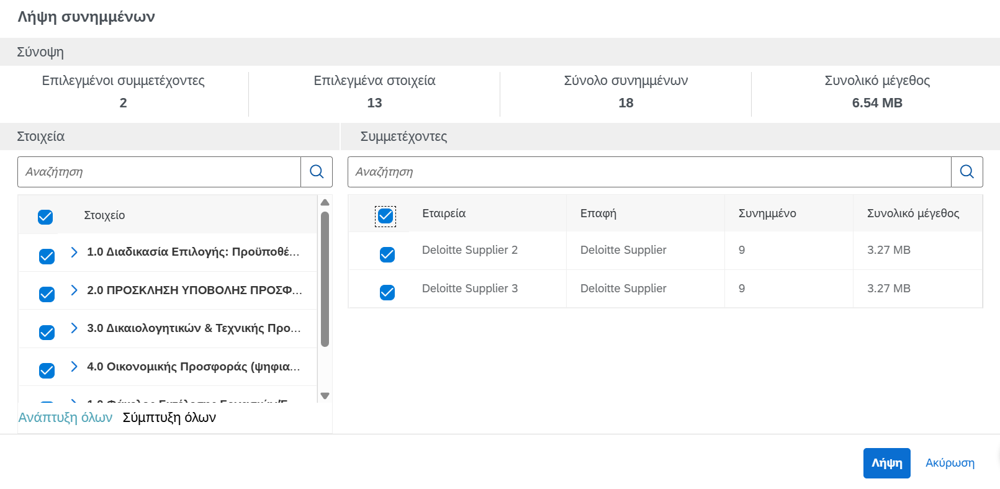 Λήψη συνημμένων
Σύνοψη
Επιλεγμένοι συμμετέχοντες
2
Επιλεγμένα στοιχεία
13
Σύνολο συνημμένων
18
Συνολικό μέγεθος
6.54 MB
Στοιχεία
Αναζήτηση
Στοιχείο
1.0 Διαδικασία Επιλογής: Προϋποθέ...
2.0 ΠΡΟΣΚΛΗΣΗ ΥΠΟΒΟΛΗΣ ΠΡΟΣΦ...
3.0 Δικαιολογητικών & Τεχνικής Προ...
4.0 Οικονομικής Προσφοράς (ψηφια...
Ανάπτυξη όλων Σύμπτυξη όλων
Συμμετέχοντες
Αναζήτηση
Εταιρεία Επαφή Συνημμένο Συνολικό μέγεθος
Deloitte Supplier 2 Deloitte Supplier 9 3.27 MB
Deloitte Supplier 3 Deloitte Supplier 9 3.27 MB
Λήψη Ακύρωση